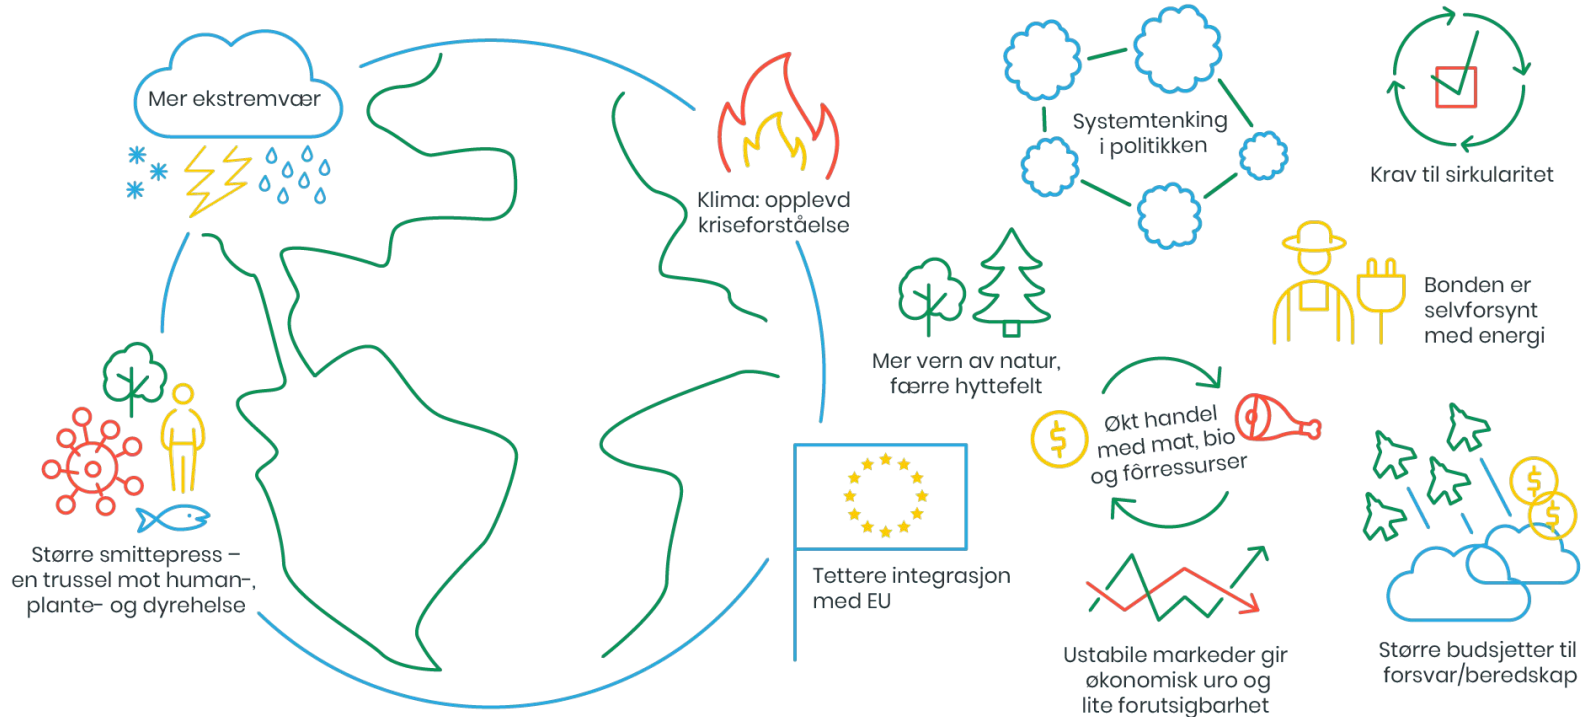 Mer ekstremvær
Klima: opplevd
kriseforståelse
Større smittepress –
en trussel mot human-,
plante- og dyrehelse
Tettere integrasjon
med EU
Systemtenking
i politikken
Krav til sirkularitet
Mer vern av natur,
færre hyttefelt
Bonden er
selvforsynt
med energi
$
Økt handel
med mat, bio
og fôrressurser
Ustabile markeder gir
økonomisk uro og
lite forutsigbarhet
$
$
Større budsjetter til
forsvar/beredskap